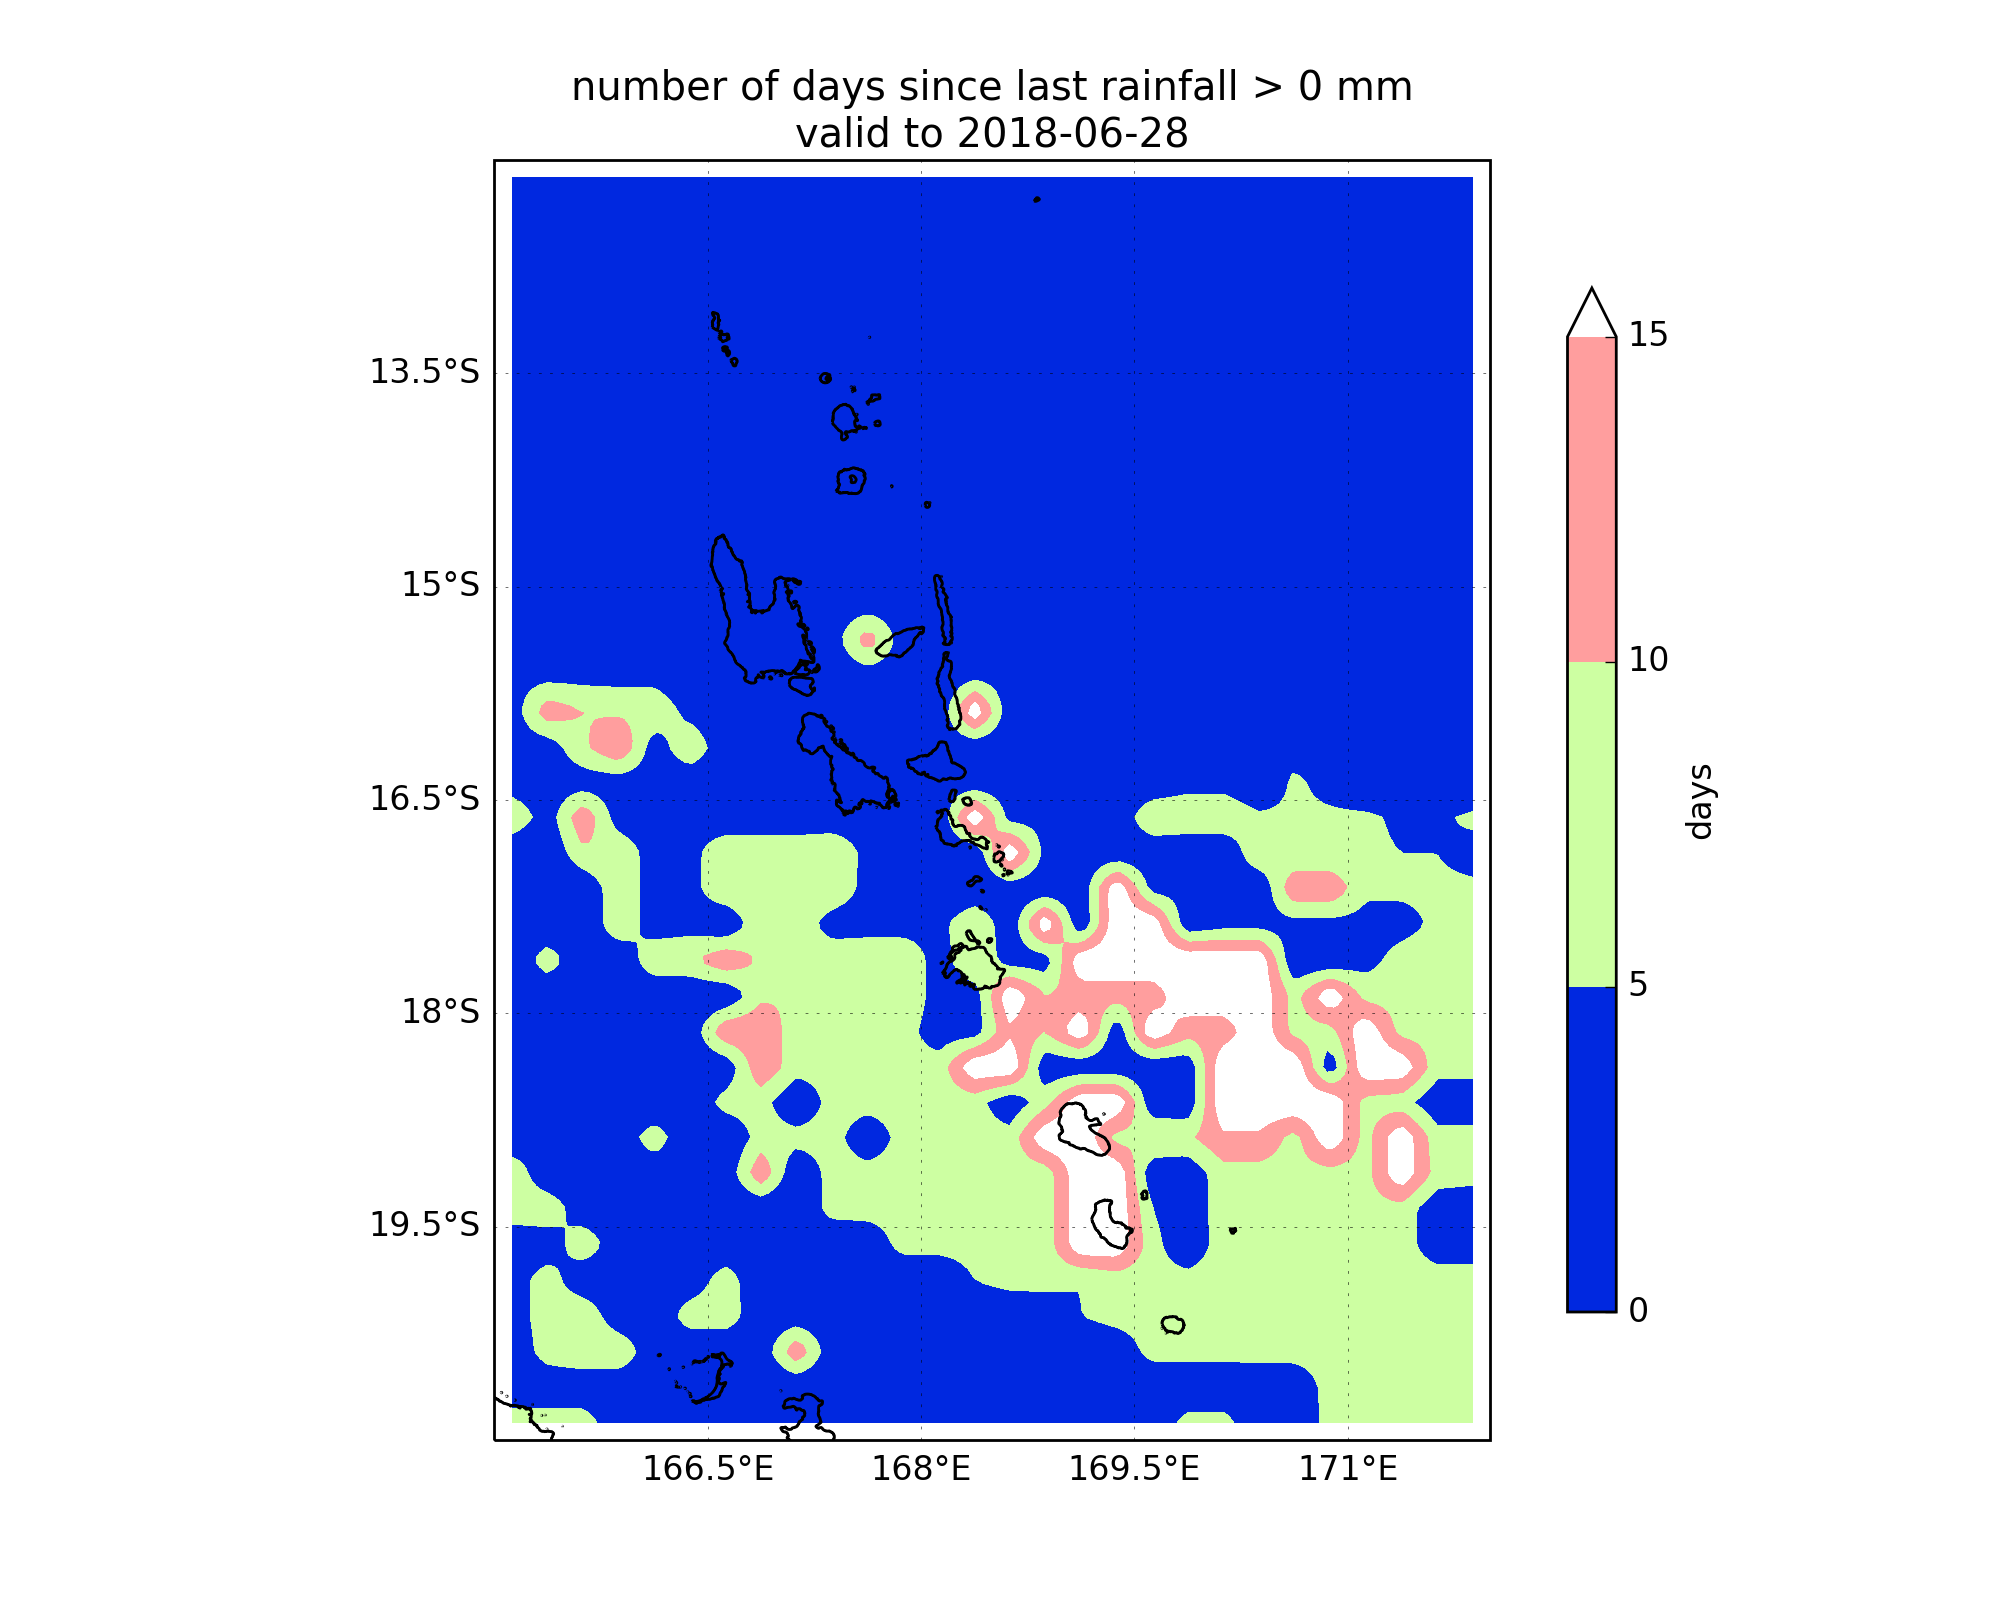 number of days since last rainfall > 0 mm
valid to 2018-06-28
13.5°S
15°S
16.5°S
18°S
19.5°S
166.5°E
168°E
169.5°E
171°E
15
10
5
0
days